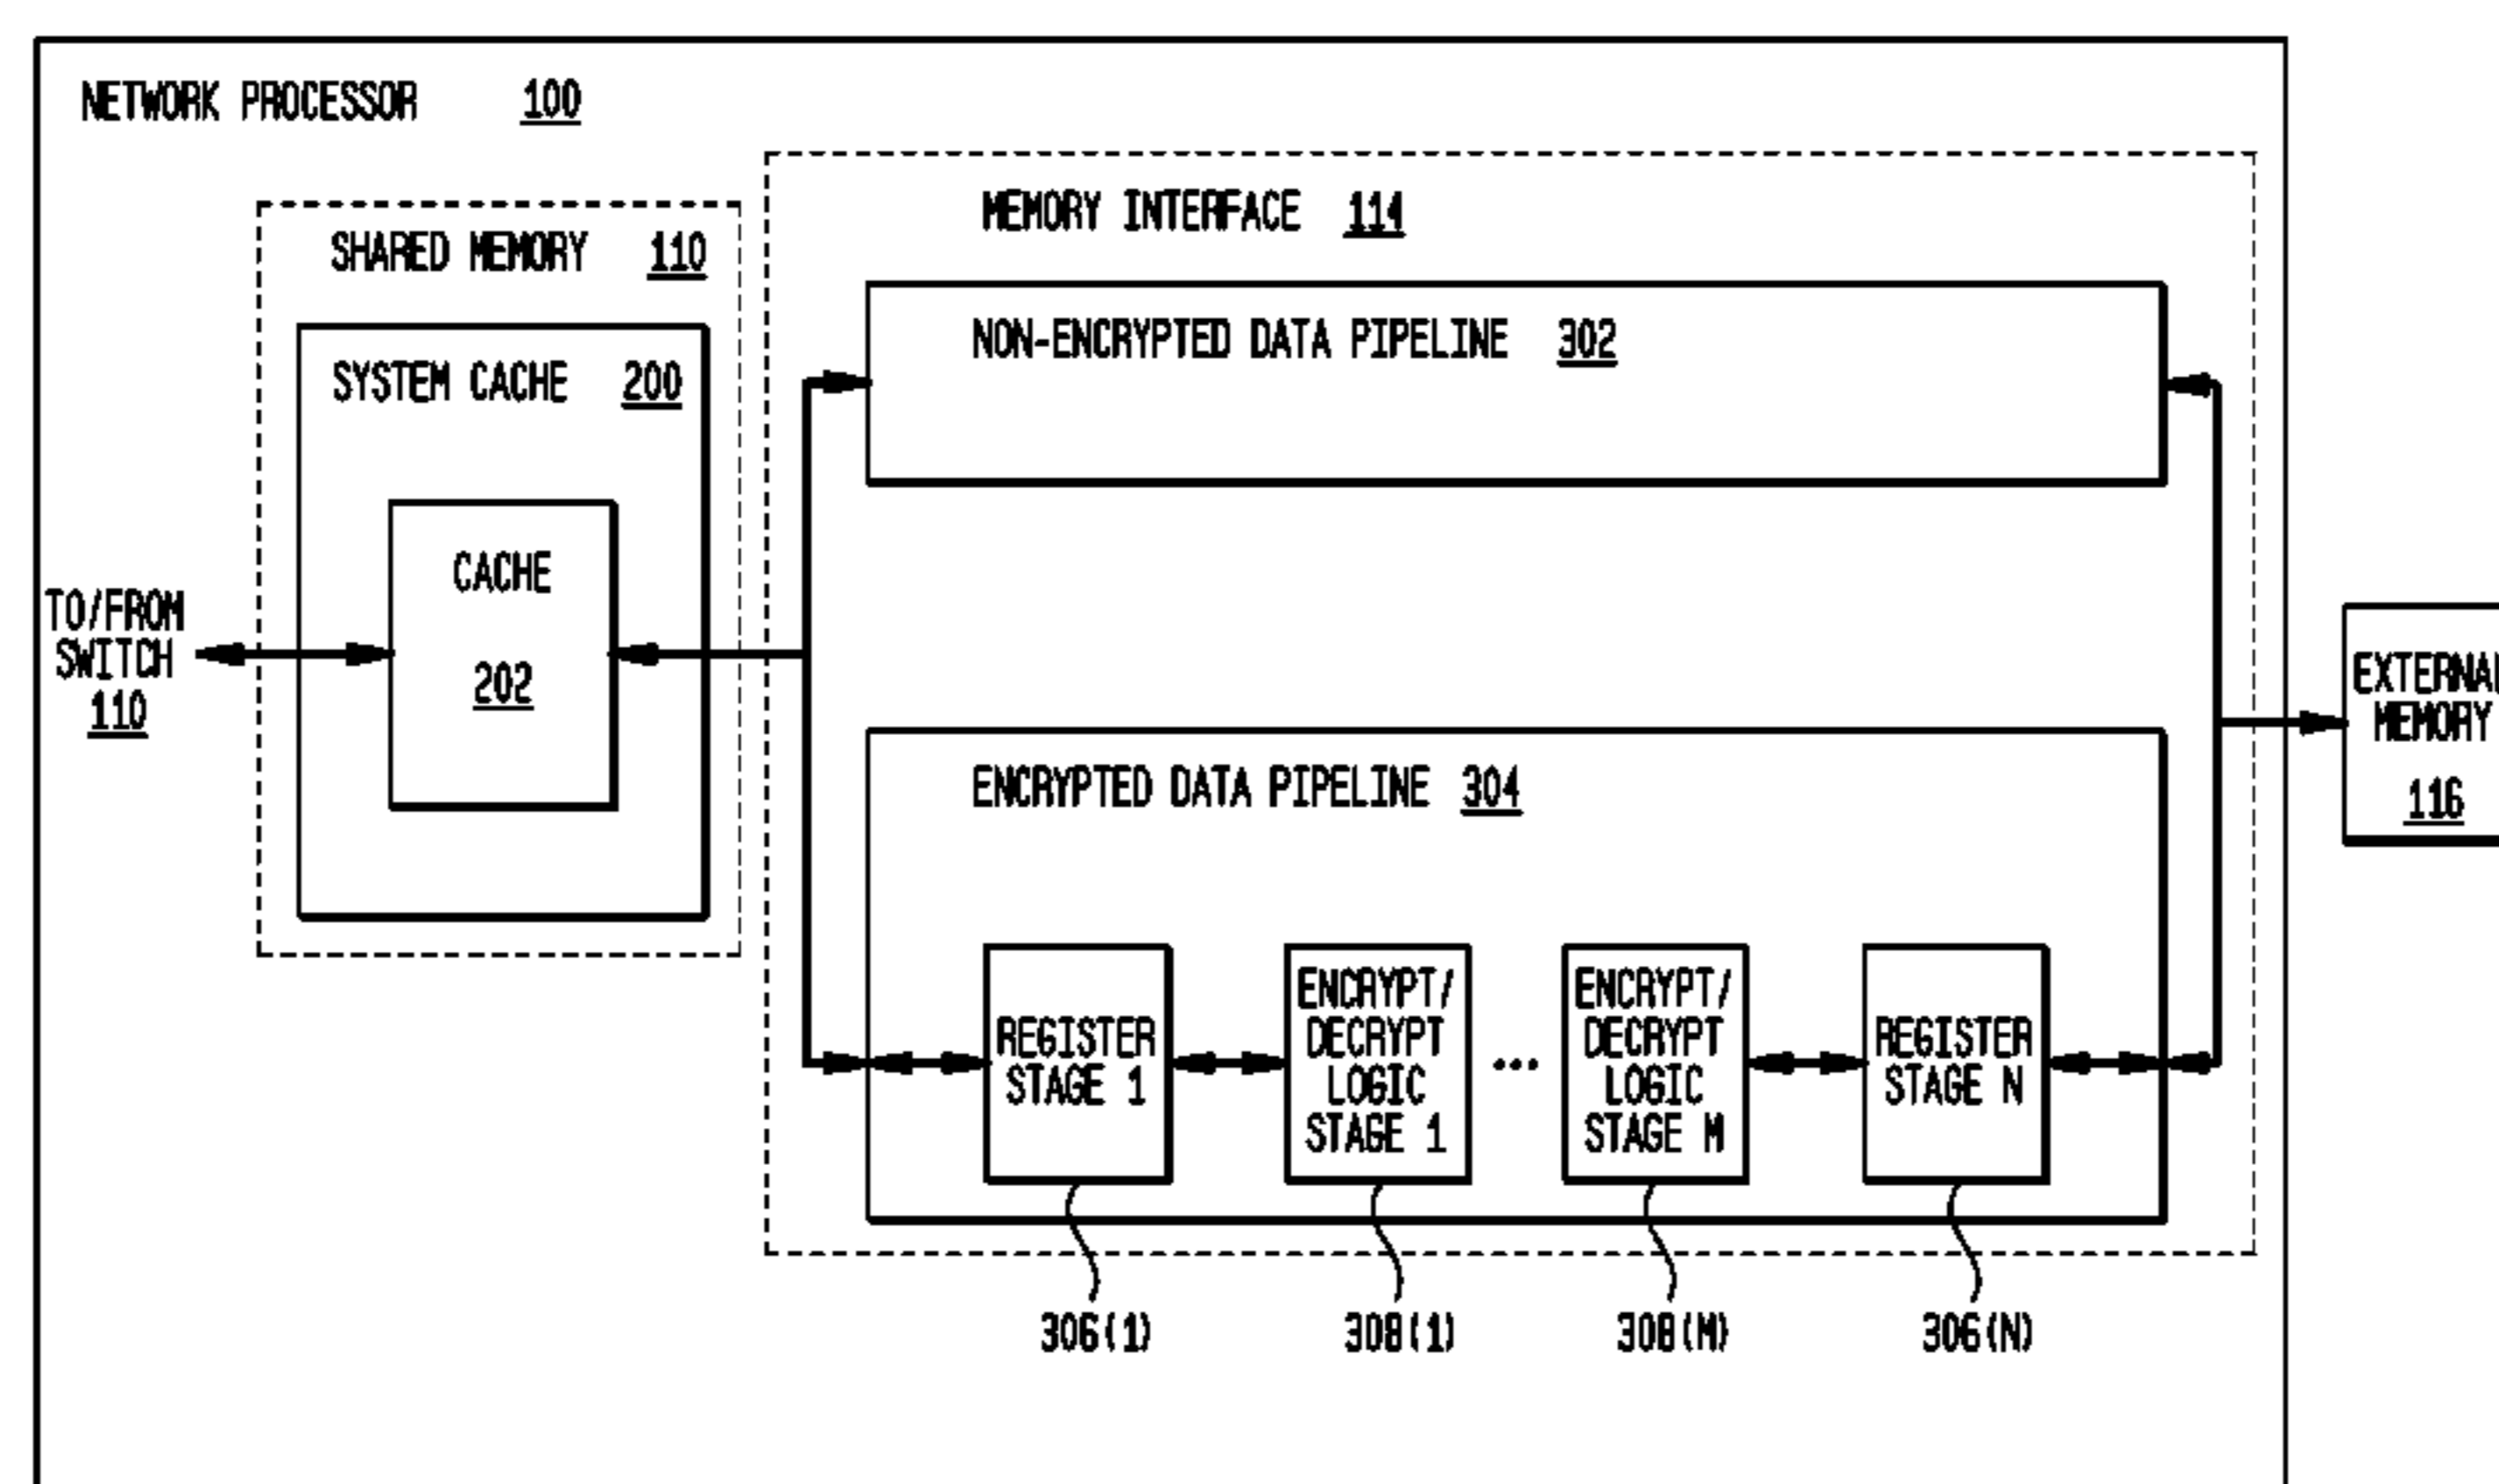 NETWORK PROCESSOR 100
MEMORY INTERFACE 114
SHARED MEMORY 110
SYSTEM CACHE 200
NON-ENCRYPTED DATA PIPELINE 302
CACHE
202
TO/FROM
SWITCH
110
EXTERNAL
MEMORY
116
ENCRYPTED DATA PIPELINE 304
REGISTER
STAGE 1
ENCRYPT/
DECRYPT
LOGIC
STAGE 1
...
ENCRYPT/
DECRYPT
LOGIC
STAGE M
REGISTER
STAGE N
306(1)
308(1)
308(M)
306(N)